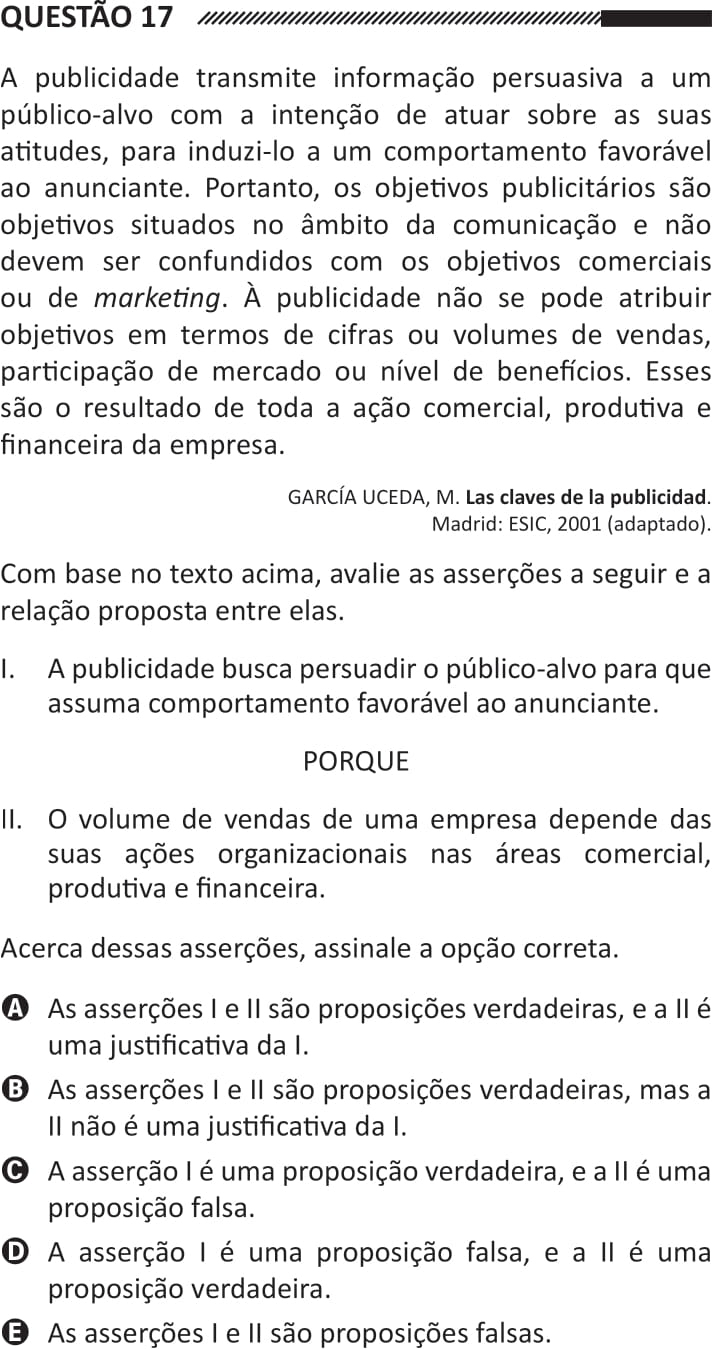 QUESTÃO 17
A publicidade transmite informação persuasiva a um
público-alvo com a intenção de atuar sobre as suas
atitudes, para induzi-lo a um comportamento favorável
ao anunciante. Portanto, os objetivos publicitários são
objetivos situados no âmbito da comunicação e não
devem ser confundidos com os objetivos comerciais
ou de marketing. À publicidade não se pode atribuir
objetivos em termos de cifras ou volumes de vendas,
participação de mercado ou nível de benefícios. Esses
são o resultado de toda a ação comercial, produtiva e
financeira da empresa.
GARCÍA UCEDA, M. Las claves de la publicidad.
Madrid: ESIC, 2001 (adaptado).
Com base no texto acima, avalie as asserções a seguir e a
relação proposta entre elas.
I. A publicidade busca persuadir o público-alvo para que
assuma comportamento favorável ao anunciante.
PORQUE
II. O volume de vendas de uma empresa depende das
suas ações organizacionais nas áreas comercial,
produtiva e financeira.
Acerca dessas asserções, assinale a opção correta.
A As asserções I e II são proposições verdadeiras, e a II é
uma justificativa da I.
B As asserções I e II são proposições verdadeiras, mas a
II não é uma justificativa da I.
C A asserção I é uma proposição verdadeira, e a II é uma
proposição falsa.
D A asserção I é uma proposição falsa, e a II é uma
proposição verdadeira.
E As asserções I e II são proposições falsas.